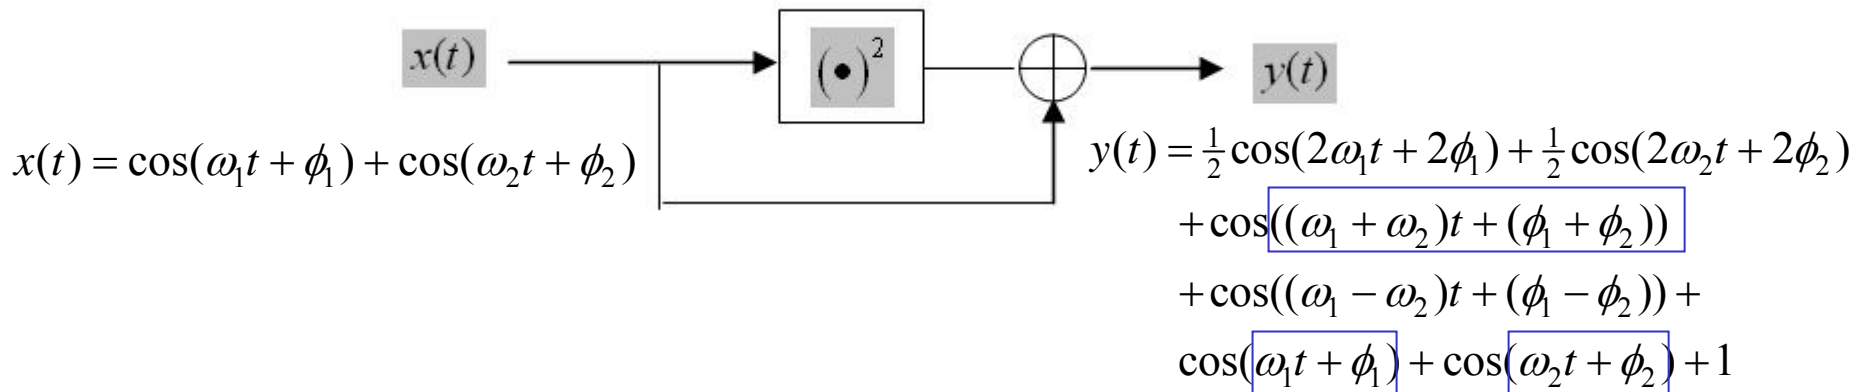 x(t)
(•)²
y(t)
x(t) = cos(ω₁t + ϕ₁) + cos(ω₂t + ϕ₂)
y(t) = ½cos(2ω₁t + 2ϕ₁) + ½cos(2ω₂t + 2ϕ₂)
+ cos((ω₁ + ω₂)t + (ϕ₁ + ϕ₂))
+ cos((ω₁ − ω₂)t + (ϕ₁ − ϕ₂)) +
cos(ω₁t + ϕ₁) + cos(ω₂t + ϕ₂) + 1